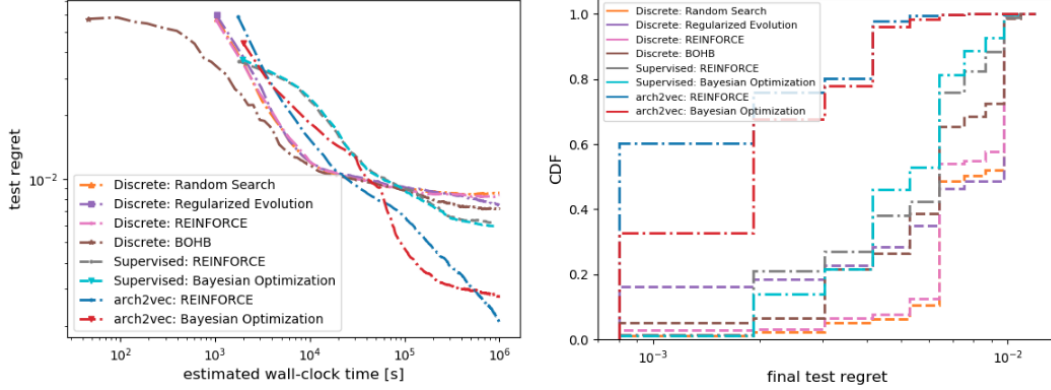 test regret
10⁻²
Discrete: Random Search
Discrete: Regularized Evolution
Discrete: REINFORCE
Discrete: BOHB
Supervised: REINFORCE
Supervised: Bayesian Optimization
arch2vec: REINFORCE
arch2vec: Bayesian Optimization
10² 10³ 10⁴ 10⁵ 10⁶
estimated wall-clock time [s]
CDF
1.0
0.8
0.6
0.4
0.2
0.0
Discrete: Random Search
Discrete: Regularized Evolution
Discrete: REINFORCE
Discrete: BOHB
Supervised: REINFORCE
Supervised: Bayesian Optimization
arch2vec: REINFORCE
arch2vec: Bayesian Optimization
10⁻³ 10⁻²
final test regret